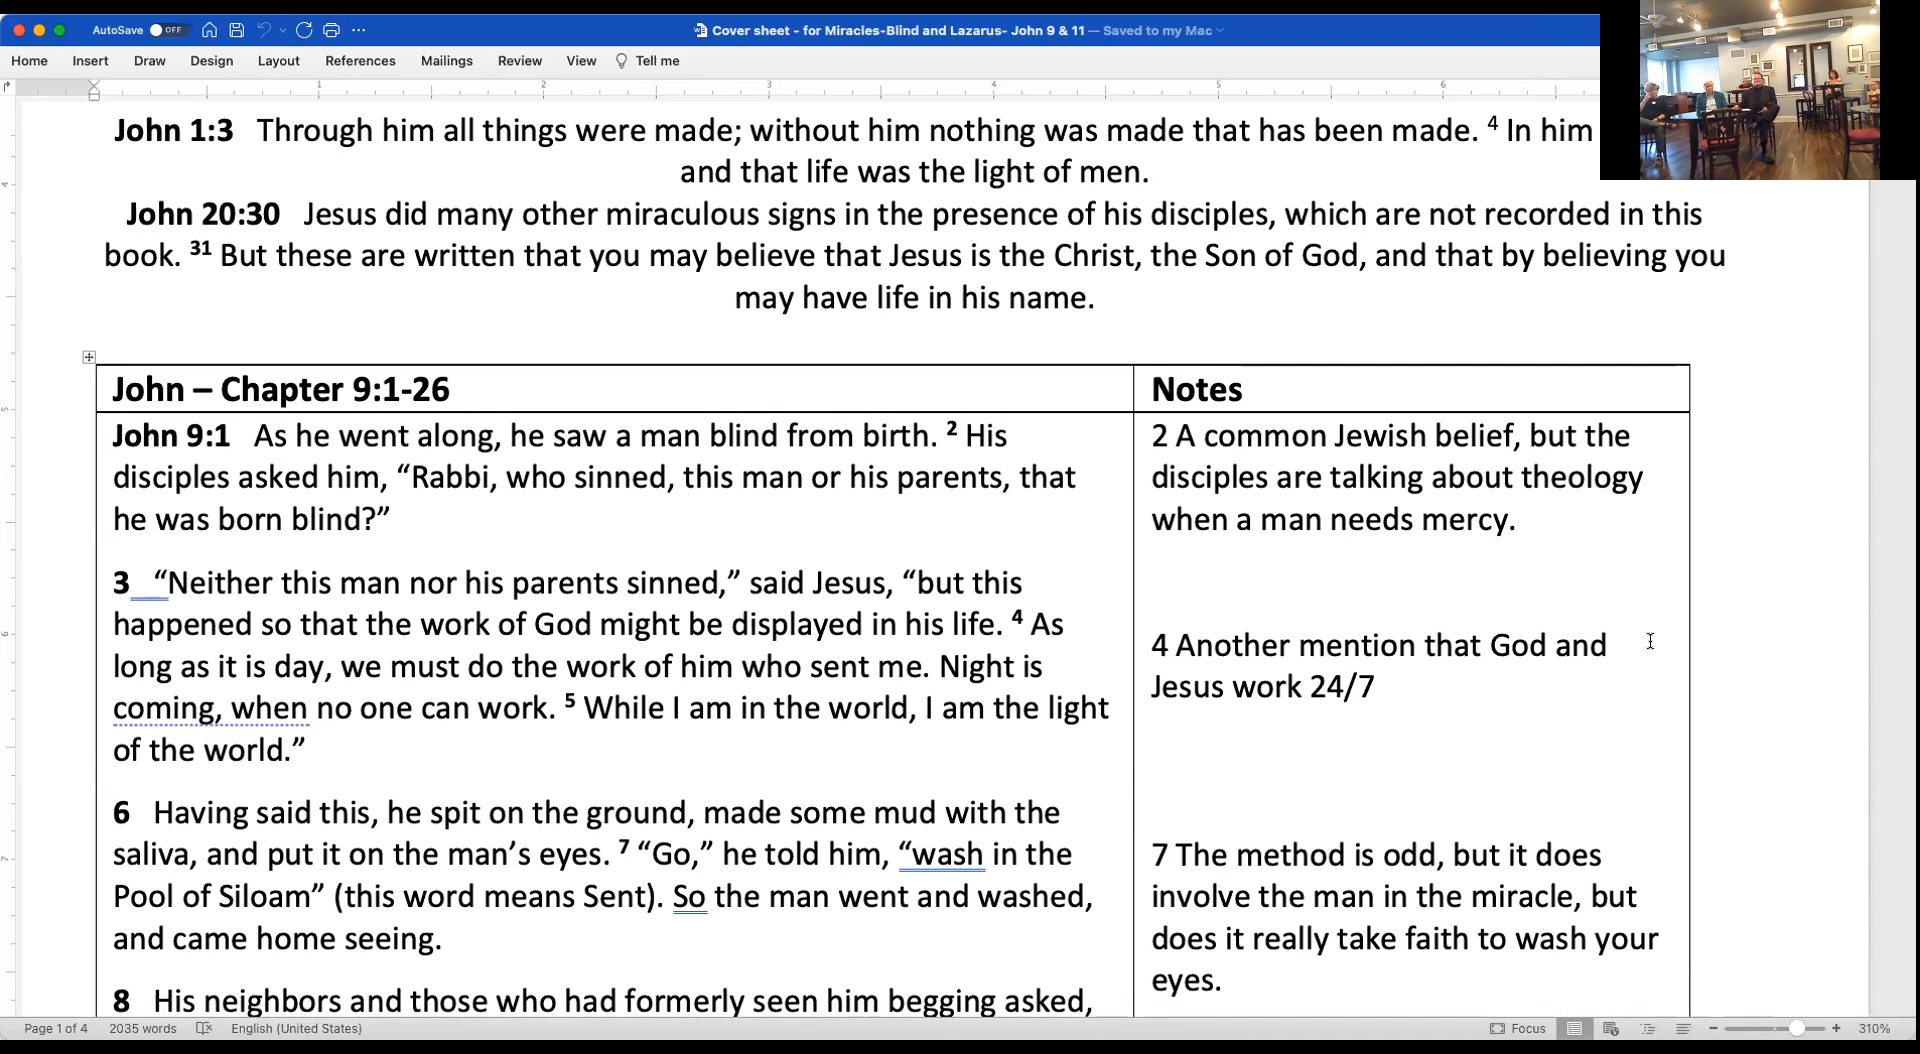 AutoSave OFF
Cover sheet - for Miracles-Blind and Lazarus- John 9 & 11 — Saved to my Mac
Home Insert Draw Design Layout References Mailings Review View Tell me
1 2 3 4 5 6
John 1:3 Through him all things were made; without him nothing was made that has been made. 4 In him
and that life was the light of men.
John 20:30 Jesus did many other miraculous signs in the presence of his disciples, which are not recorded in this
book. 31 But these are written that you may believe that Jesus is the Christ, the Son of God, and that by believing you
may have life in his name.
John – Chapter 9:1-26
Notes
John 9:1 As he went along, he saw a man blind from birth. 2 His
disciples asked him, “Rabbi, who sinned, this man or his parents, that
he was born blind?”
2 A common Jewish belief, but the
disciples are talking about theology
when a man needs mercy.
3 “Neither this man nor his parents sinned,” said Jesus, “but this
happened so that the work of God might be displayed in his life. 4 As
long as it is day, we must do the work of him who sent me. Night is
coming, when no one can work. 5 While I am in the world, I am the light
of the world.”
4 Another mention that God and
Jesus work 24/7
6 Having said this, he spit on the ground, made some mud with the
saliva, and put it on the man’s eyes. 7 “Go,” he told him, “wash in the
Pool of Siloam” (this word means Sent). So the man went and washed,
and came home seeing.
7 The method is odd, but it does
involve the man in the miracle, but
does it really take faith to wash your
eyes.
8 His neighbors and those who had formerly seen him begging asked,
Page 1 of 4 2035 words English (United States) Focus 310%